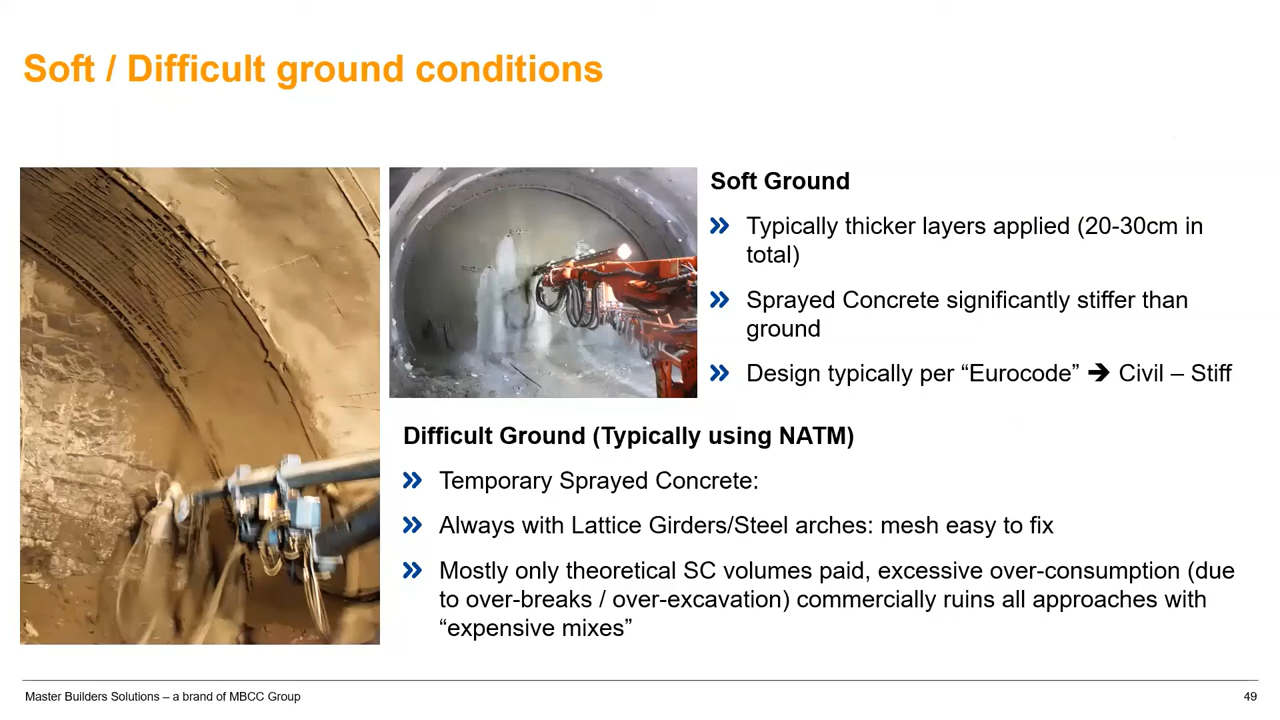 Soft / Difficult ground conditions
Soft Ground
Typically thicker layers applied (20-30cm in
total)
Sprayed Concrete significantly stiffer than
ground
Design typically per “Eurocode” ➔ Civil – Stiff
Difficult Ground (Typically using NATM)
Temporary Sprayed Concrete:
Always with Lattice Girders/Steel arches: mesh easy to fix
Mostly only theoretical SC volumes paid, excessive over-consumption (due
to over-breaks / over-excavation) commercially ruins all approaches with
“expensive mixes”
Master Builders Solutions – a brand of MBCC Group
49